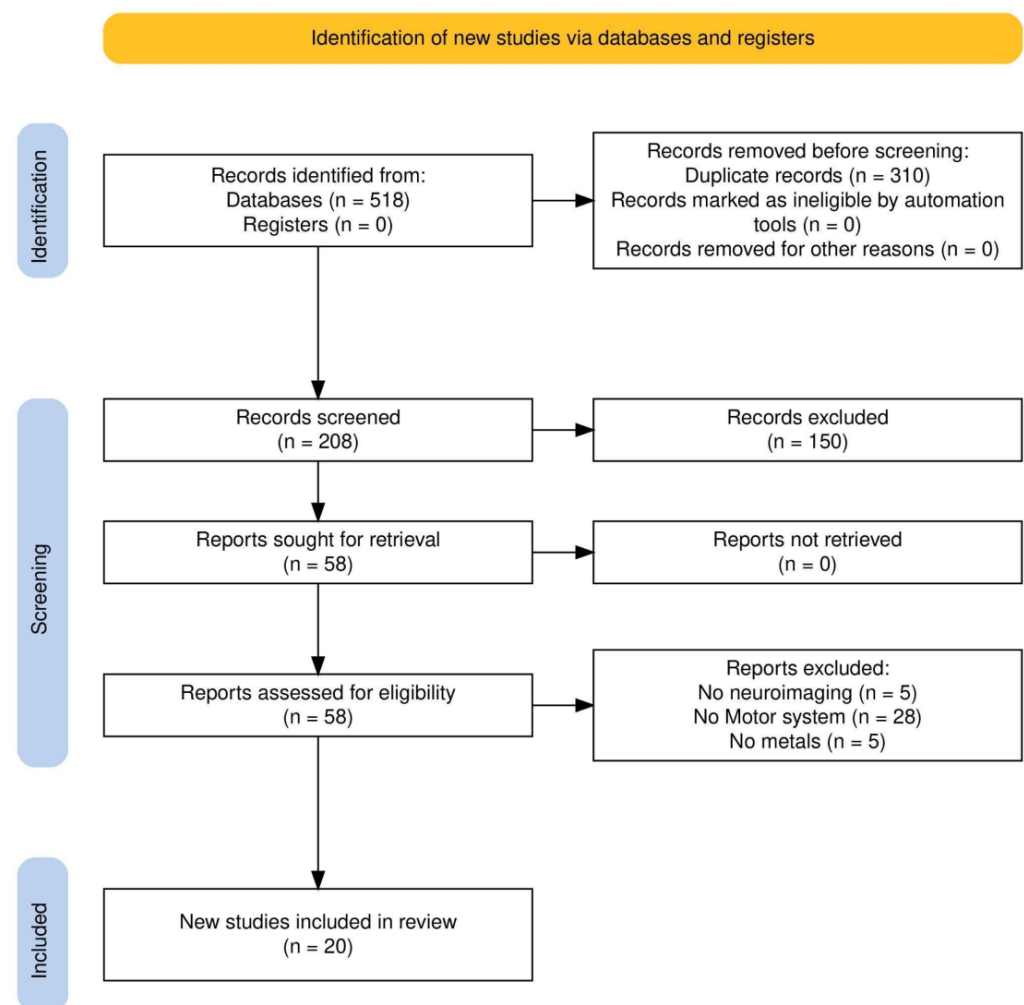 Identification of new studies via databases and registers
Identification
Records identified from:
Databases (n = 518)
Registers (n = 0)
Records removed before screening:
Duplicate records (n = 310)
Records marked as ineligible by automation
tools (n = 0)
Records removed for other reasons (n = 0)
Screening
Records screened
(n = 208)
Records excluded
(n = 150)
Reports sought for retrieval
(n = 58)
Reports not retrieved
(n = 0)
Reports assessed for eligibility
(n = 58)
Reports excluded:
No neuroimaging (n = 5)
No Motor system (n = 28)
No metals (n = 5)
Included
New studies included in review
(n = 20)